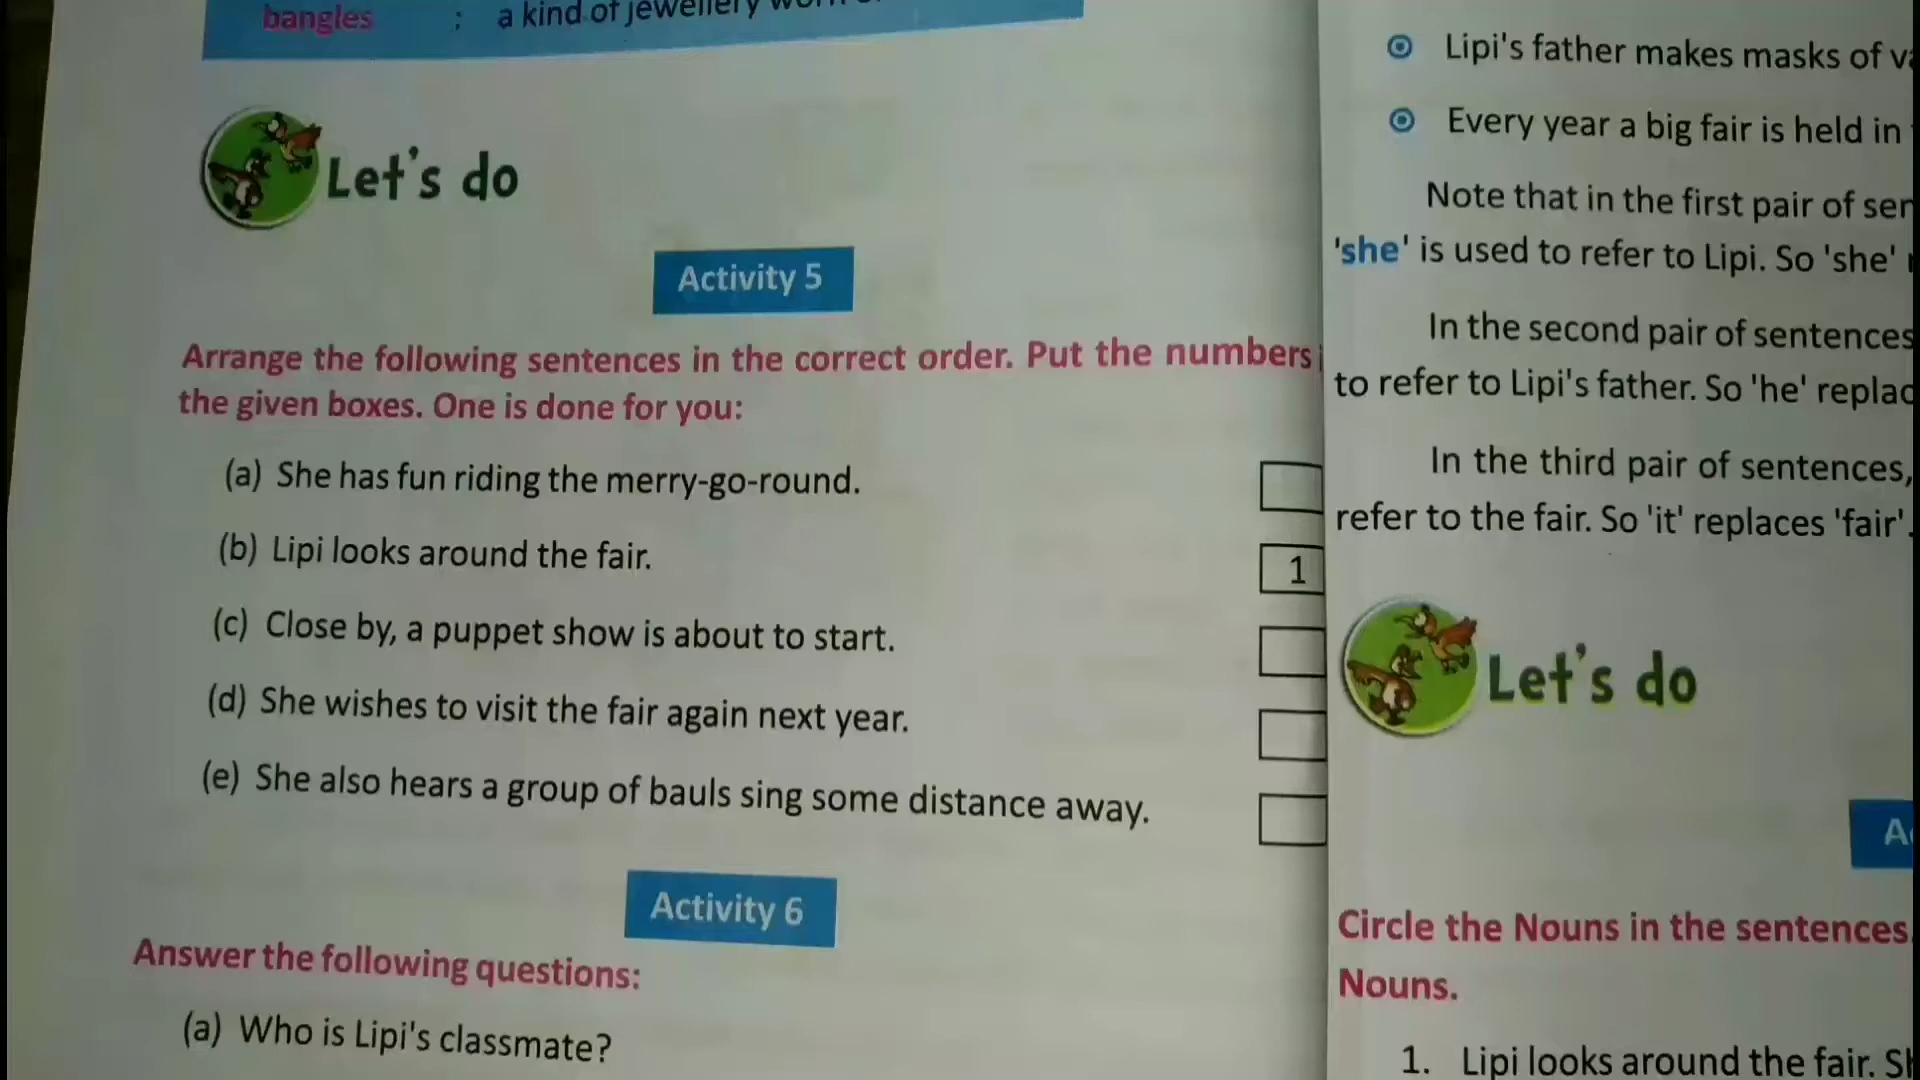 bangles : a kind of jewellery
Let's do
Activity 5
Arrange the following sentences in the correct order. Put the numbers
the given boxes. One is done for you:
(a) She has fun riding the merry-go-round.
(b) Lipi looks around the fair. 1
(c) Close by, a puppet show is about to start.
(d) She wishes to visit the fair again next year.
(e) She also hears a group of bauls sing some distance away.
Activity 6
Answer the following questions:
(a) Who is Lipi's classmate?
Lipi's father makes masks of
Every year a big fair is held in
Note that in the first pair of
'she' is used to refer to Lipi. So 'she'
In the second pair of sentences
to refer to Lipi's father. So 'he'
In the third pair of sentences,
refer to the fair. So 'it' replaces 'fair'.
Let's do
Circle the Nouns in the sentences
Nouns.
1. Lipi looks around the fair.